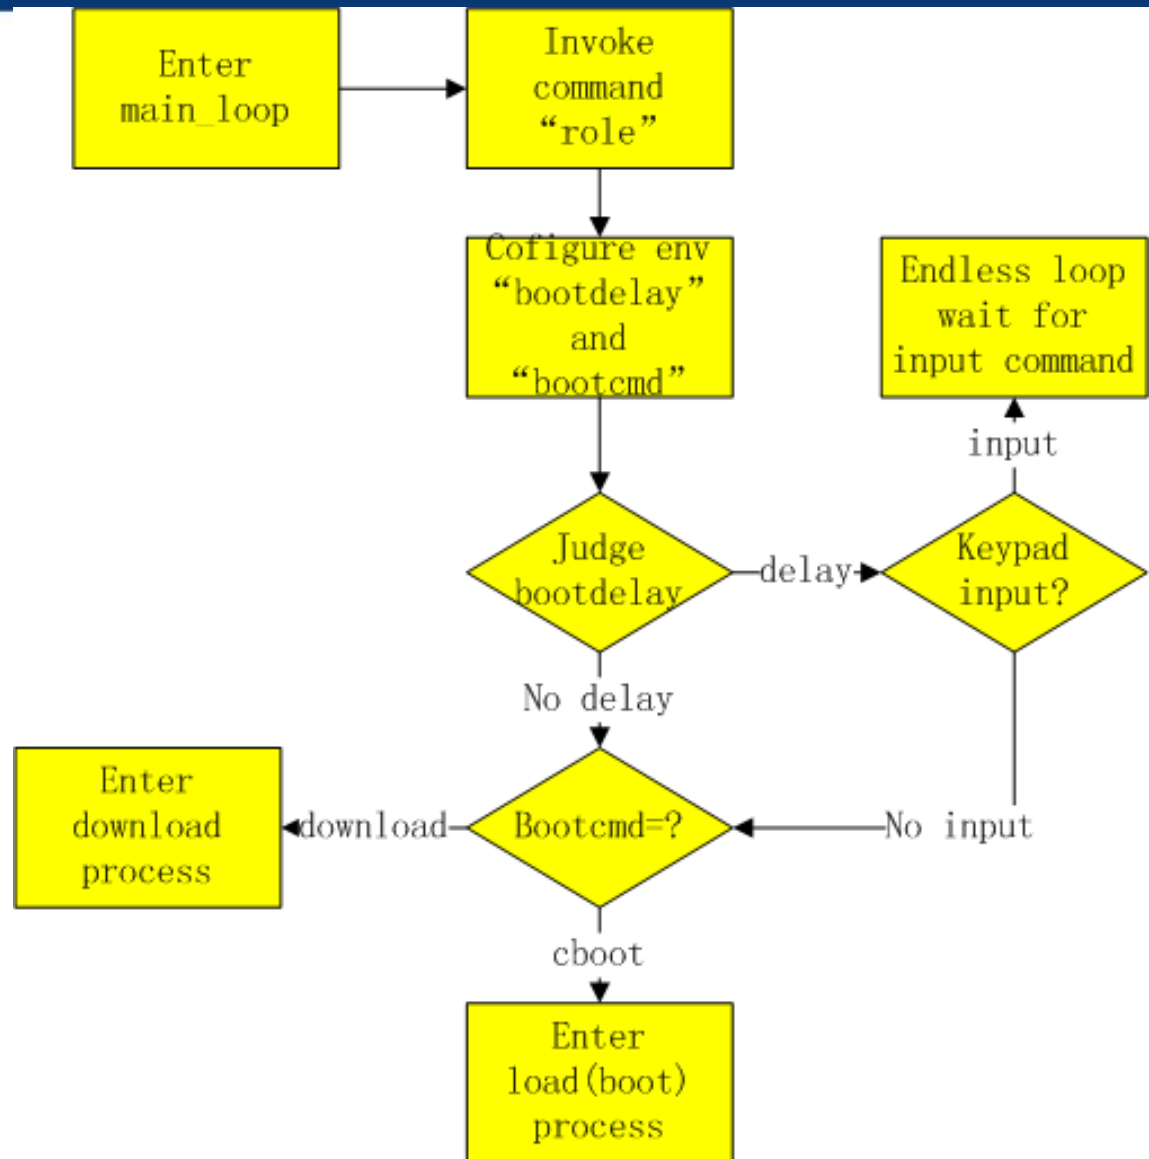 Enter
main_loop
Invoke
command
“role”
Cofigure env
“bootdelay”
and
“bootcmd”
Endless loop
wait for
input command
input
Judge
bootdelay
delay
Keypad
input?
No delay
Enter
download
process
download
Bootcmd=?
No input
cboot
Enter
load(boot)
process